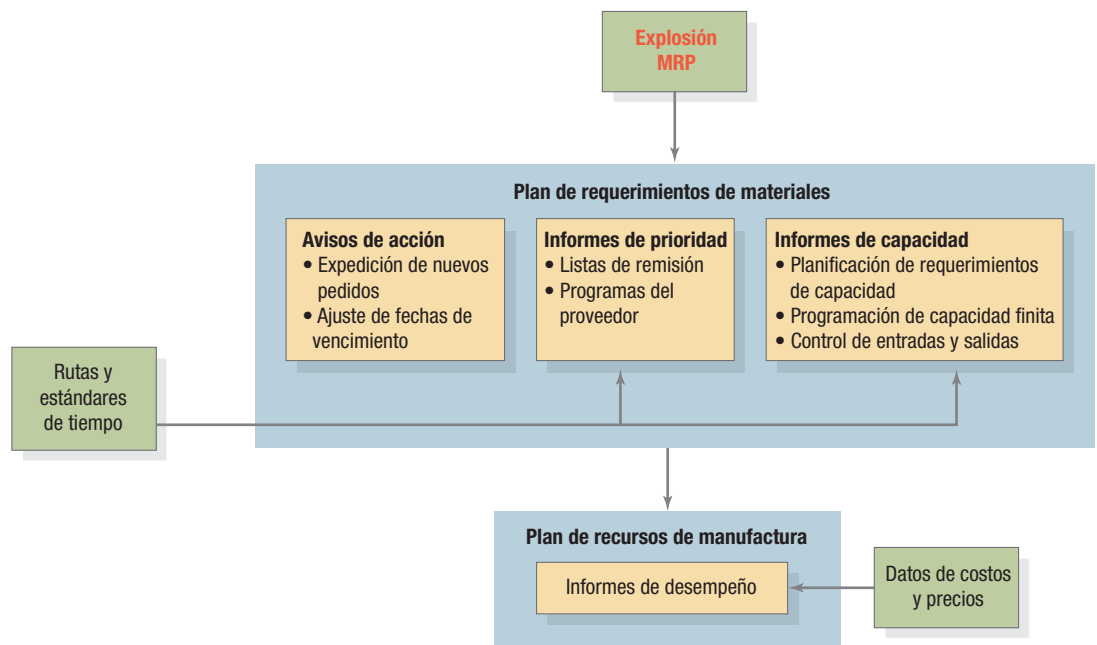 Explosión
MRP
Plan de requerimientos de materiales
Avisos de acción
• Expedición de nuevos
pedidos
• Ajuste de fechas de
vencimiento
Informes de prioridad
• Listas de remisión
• Programas del
proveedor
Informes de capacidad
• Planificación de requerimientos
de capacidad
• Programación de capacidad finita
• Control de entradas y salidas
Rutas y
estándares
de tiempo
Plan de recursos de manufactura
Informes de desempeño
Datos de costos
y precios